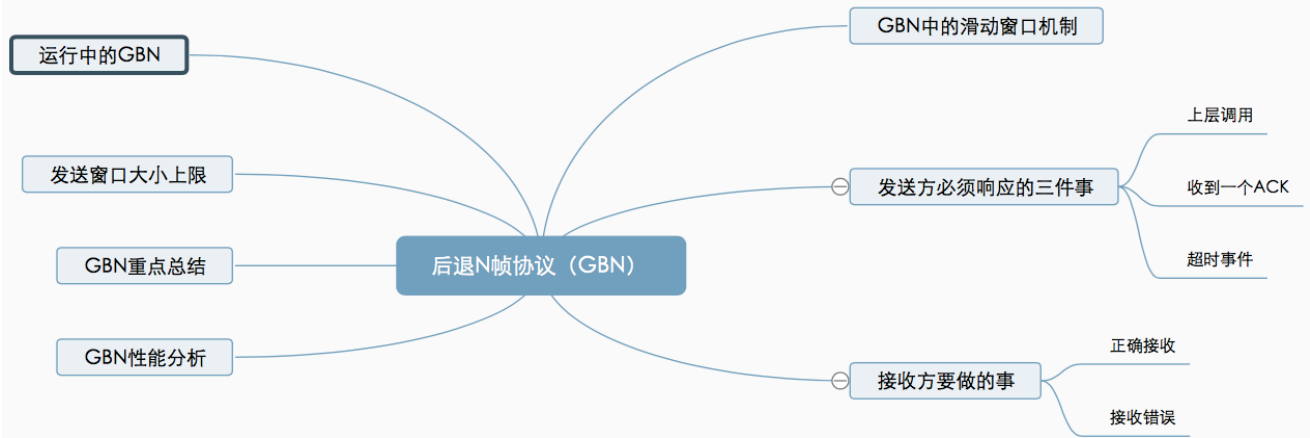 后退N帧协议（GBN）
GBN中的滑动窗口机制
发送方必须响应的三件事
上层调用
收到一个ACK
超时事件
接收方要做的事
正确接收
接收错误
运行中的GBN
发送窗口大小上限
GBN重点总结
GBN性能分析